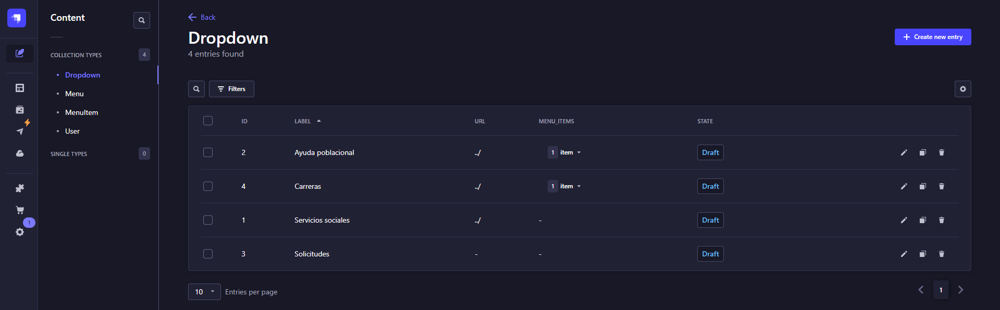 Content
COLLECTION TYPES 4
Dropdown
Menu
MenuItem
User
SINGLE TYPES 0
1
Back
Dropdown
4 entries found
Create new entry
Filters
ID LABEL URL MENU_ITEMS STATE
2 Ayuda poblacional ../ 1 item Draft
4 Carreras ../ 1 item Draft
1 Servicios sociales ../ - Draft
3 Solicitudes - - Draft
10 Entries per page
1